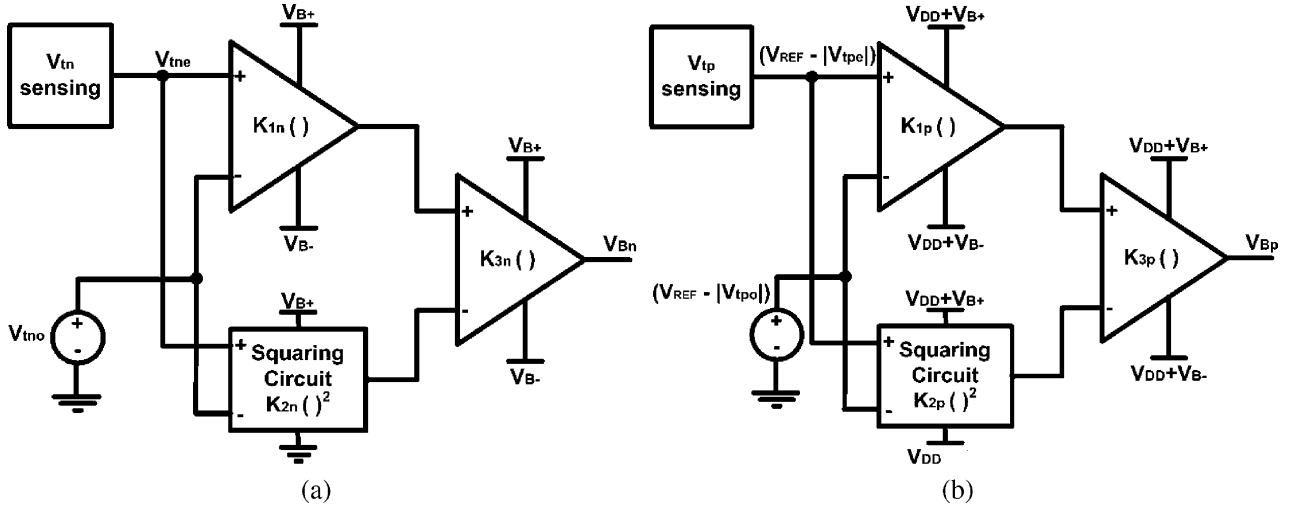 VB+
Vtn
sensing
Vtne
+
K1n ( )
-
VB-
VB+
+
K3n ( )
-
VBn
VB-
Vtno
+
-
VB+
+
Squaring
Circuit
K2n ( )²
-
(a)
VDD+VB+
Vtp
sensing
(VREF - |Vtpe|)
+
K1p ( )
-
VDD+VB-
VDD+VB+
+
K3p ( )
-
VBp
VDD+VB-
(VREF - |Vtpo|)
+
-
VDD+VB+
+
Squaring
Circuit
K2p ( )²
-
VDD
(b)